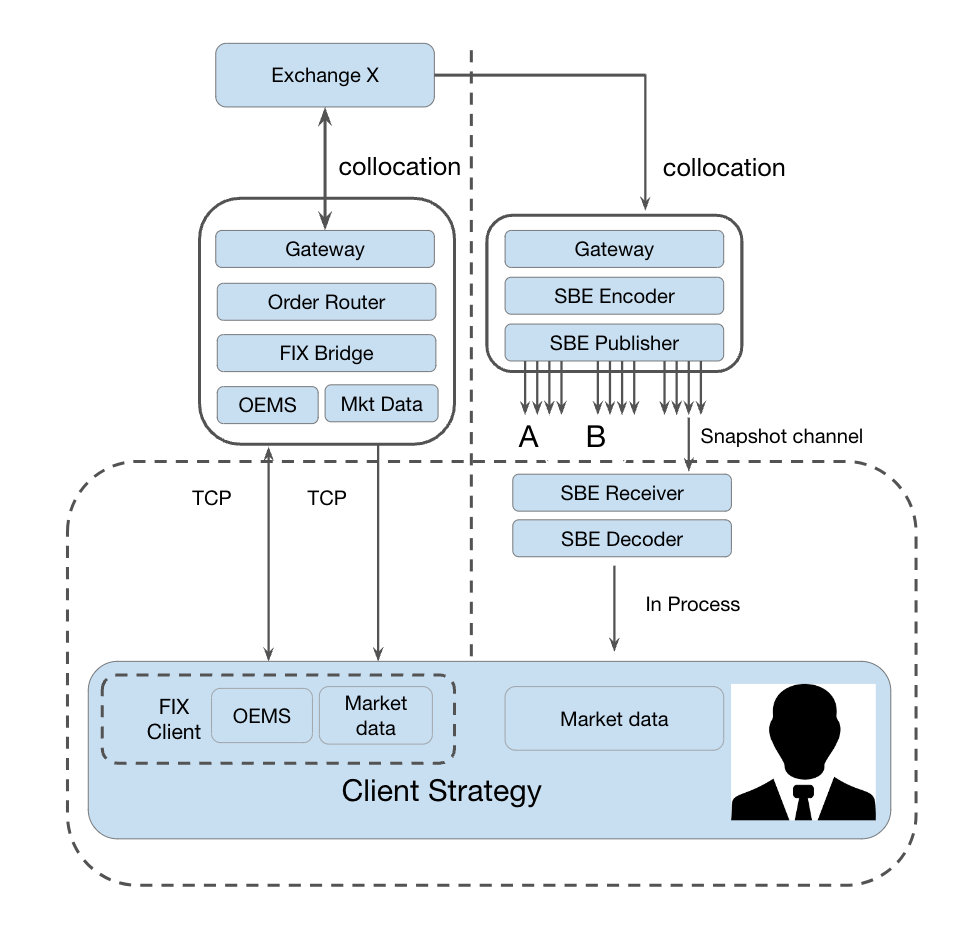 Exchange X
collocation
collocation
Gateway
Order Router
FIX Bridge
OEMS
Mkt Data
Gateway
SBE Encoder
SBE Publisher
A
B
Snapshot channel
TCP
TCP
SBE Receiver
SBE Decoder
In Process
FIX
Client
OEMS
Market
data
Market data
Client Strategy